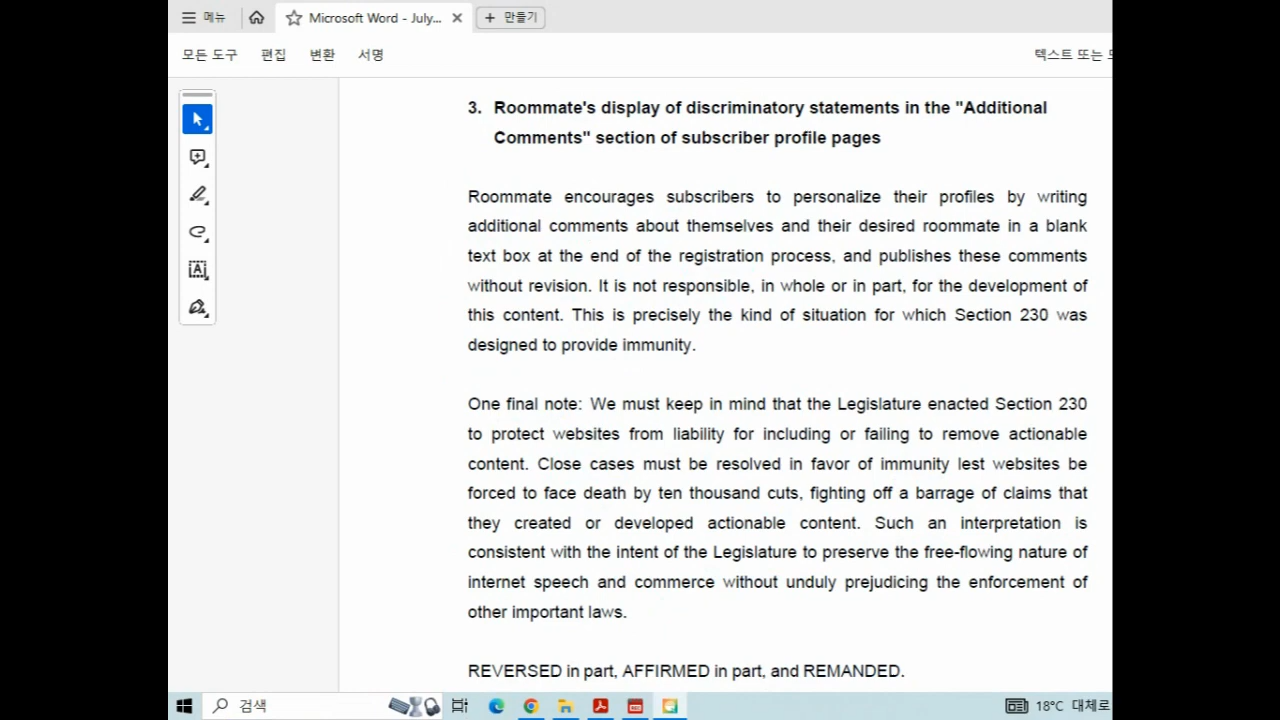 메뉴
Microsoft Word - July...
만들기
모든 도구
편집
변환
서명
텍스트 또는
3. Roommate's display of discriminatory statements in the "Additional
Comments" section of subscriber profile pages
Roommate encourages subscribers to personalize their profiles by writing
additional comments about themselves and their desired roommate in a blank
text box at the end of the registration process, and publishes these comments
without revision. It is not responsible, in whole or in part, for the development of
this content. This is precisely the kind of situation for which Section 230 was
designed to provide immunity.
One final note: We must keep in mind that the Legislature enacted Section 230
to protect websites from liability for including or failing to remove actionable
content. Close cases must be resolved in favor of immunity lest websites be
forced to face death by ten thousand cuts, fighting off a barrage of claims that
they created or developed actionable content. Such an interpretation is
consistent with the intent of the Legislature to preserve the free-flowing nature of
internet speech and commerce without unduly prejudicing the enforcement of
other important laws.
REVERSED in part, AFFIRMED in part, and REMANDED.
검색
18°C 대체로